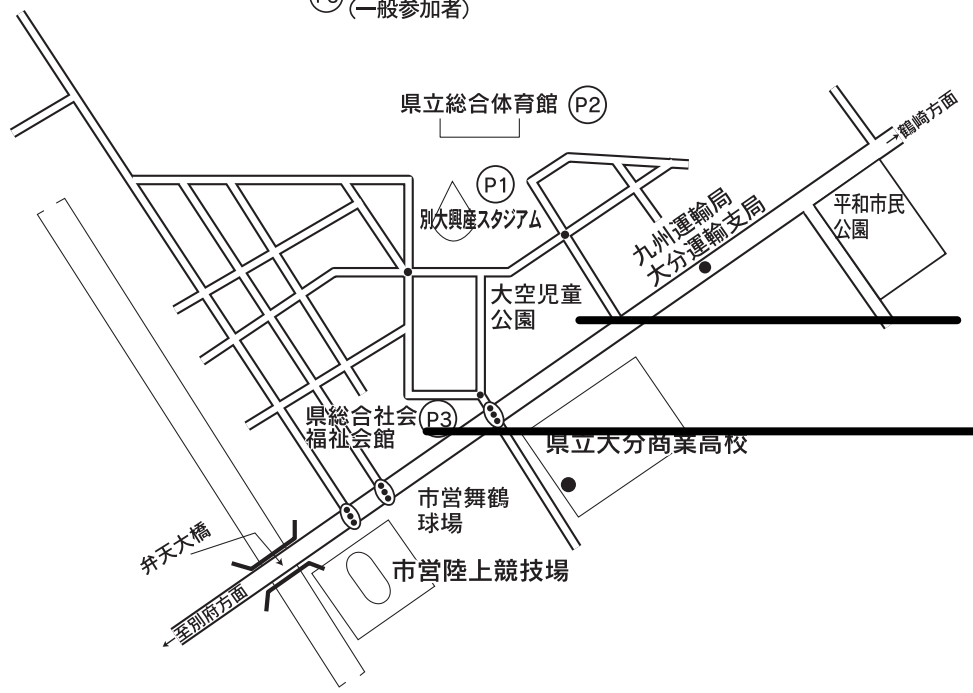 (一般参加者)
県立総合体育館 P2
P1
別大興産スタジアム
鶴崎方面
平和市民
公園
九州運輸局
大分運輸支局
大空児童
公園
県総合社会
福祉会館
P3
県立大分商業高校
市営舞鶴
球場
弁天大橋
市営陸上競技場
至別府方面